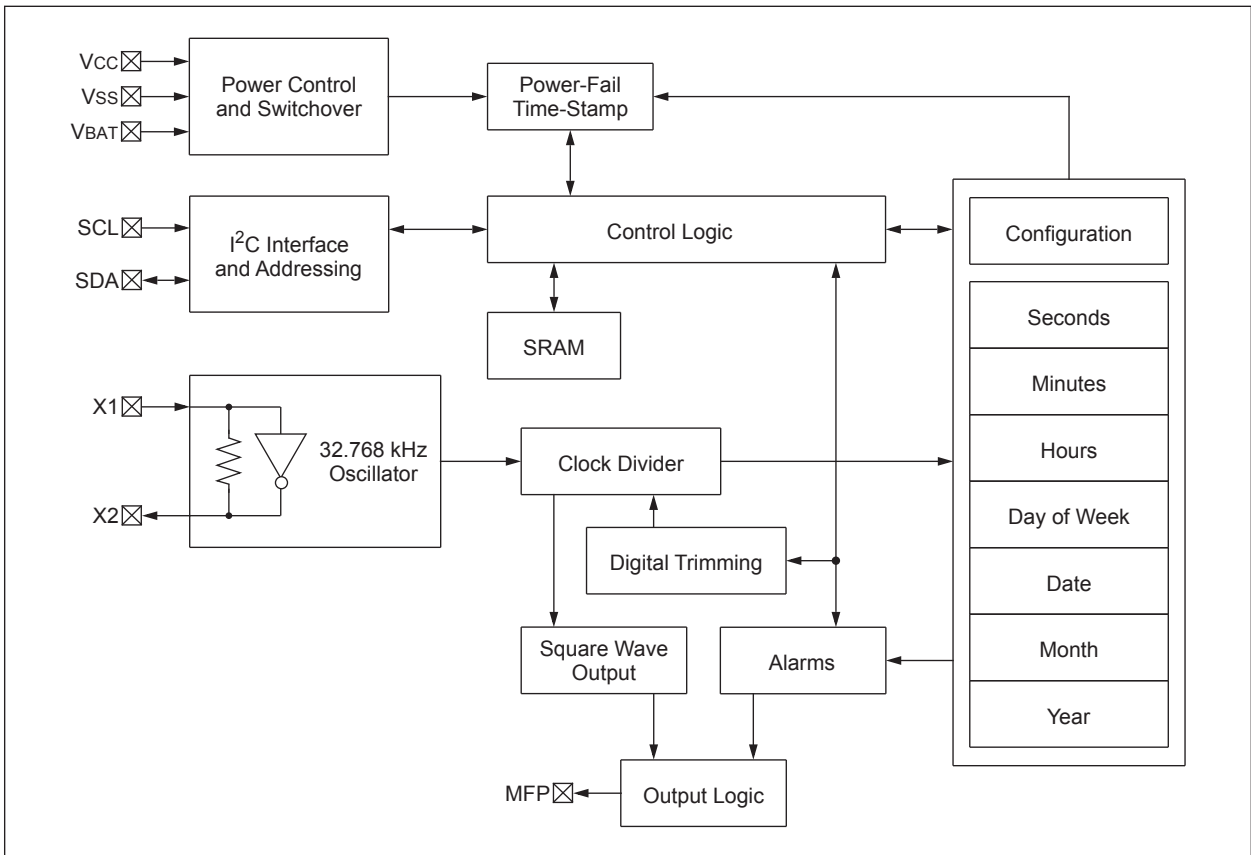 VCC
VSS
VBAT
Power Control
and Switchover
Power-Fail
Time-Stamp
SCL
SDA
I²C Interface
and Addressing
Control Logic
SRAM
Configuration
Seconds
Minutes
Hours
Day of Week
Date
Month
Year
X1
X2
32.768 kHz
Oscillator
Clock Divider
Digital Trimming
Square Wave
Output
Alarms
MFP
Output Logic